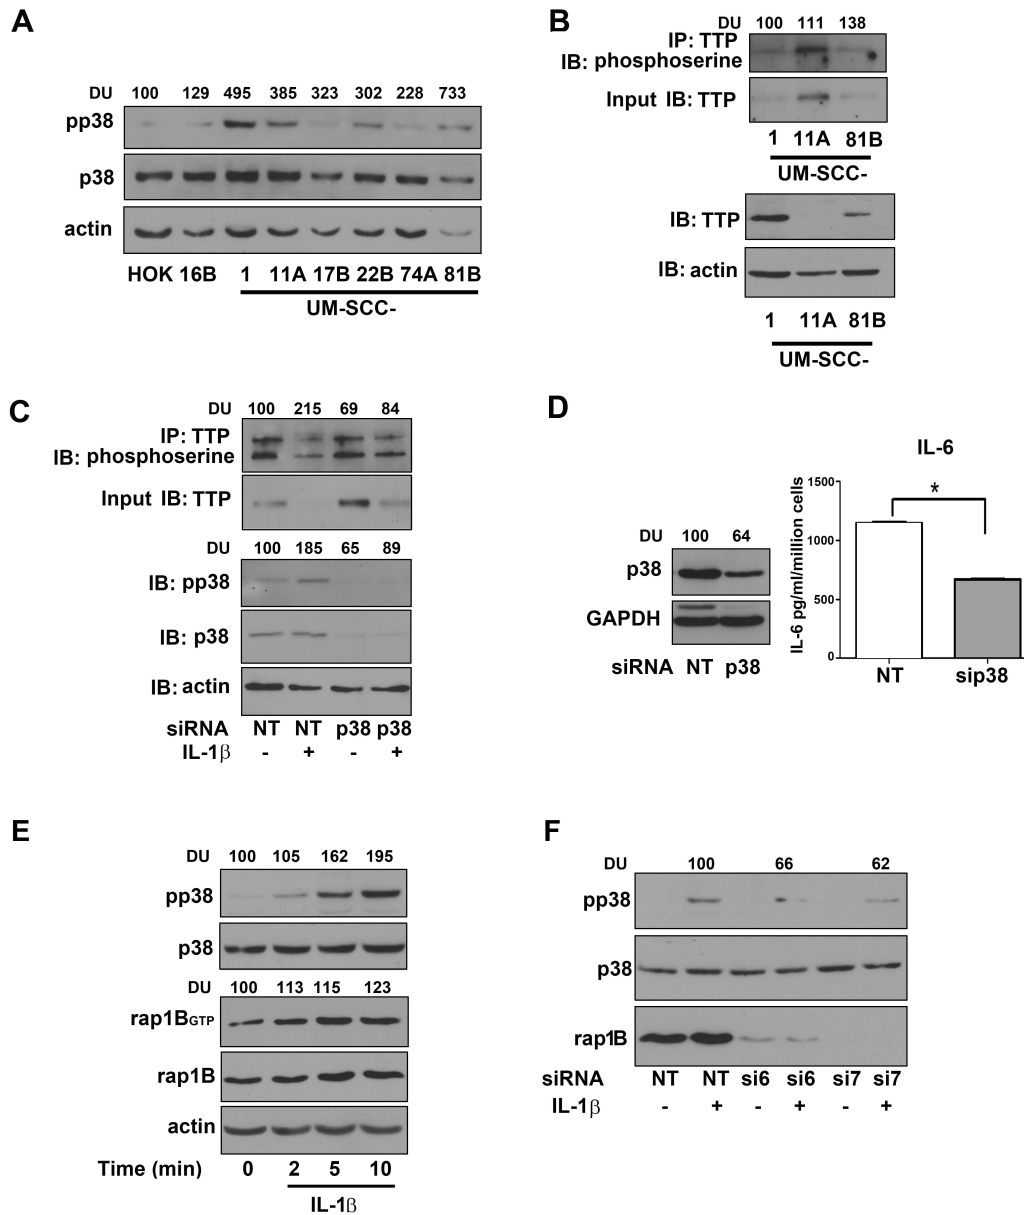 A
DU 100 129 495 385 323 302 228 733
pp38
p38
actin
HOK 16B 1 11A 17B 22B 74A 81B
UM-SCC-
B
DU 100 111 138
IP: TTP
IB: phosphoserine
Input IB: TTP
1 11A 81B
UM-SCC-
IB: TTP
IB: actin
1 11A 81B
UM-SCC-
C
DU 100 215 69 84
IP: TTP
IB: phosphoserine
Input IB: TTP
DU 100 185 65 89
IB: pp38
IB: p38
IB: actin
siRNA NT NT p38 p38
IL-1β - + - +
D
DU 100 64
p38
GAPDH
siRNA NT p38
IL-6
IL-6 pg/ml/million cells
1500
1000
500
0
*
NT sip38
E
DU 100 105 162 195
pp38
p38
DU 100 113 115 123
rap1BGTP
rap1B
actin
Time (min) 0 2 5 10
IL-1β
F
DU 100 66 62
pp38
p38
rap1B
siRNA NT NT si6 si6 si7 si7
IL-1β - + - + - +